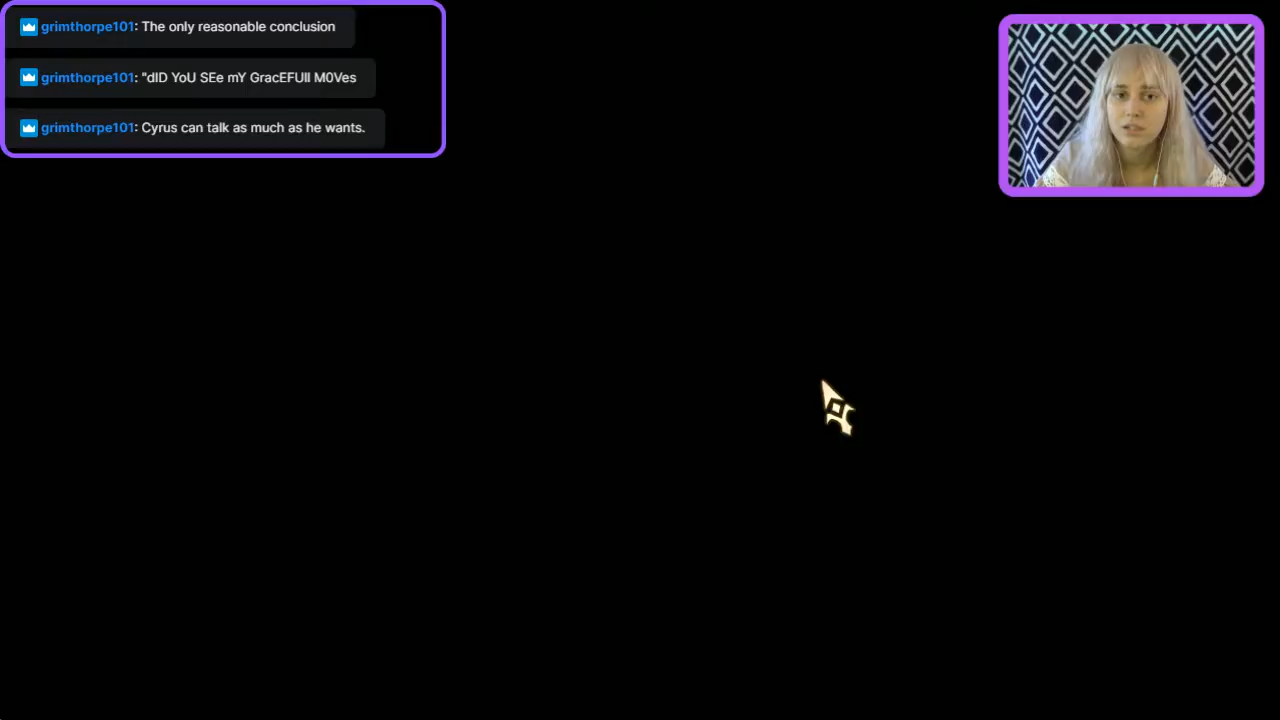 grimthorpe101: The only reasonable conclusion
grimthorpe101: "dID YoU SEe mY GracEFUll M0Ves
grimthorpe101: Cyrus can talk as much as he wants.